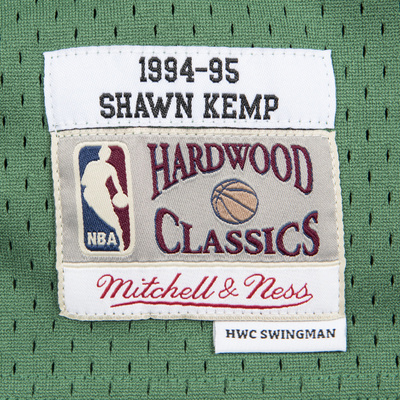 1994-95
SHAWN KEMP
HARDWOOD
NBA
CLASSICS
Mitchell & Ness
HWC SWINGMAN